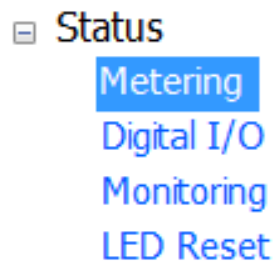 Status
Metering
Digital I/O
Monitoring
LED Reset